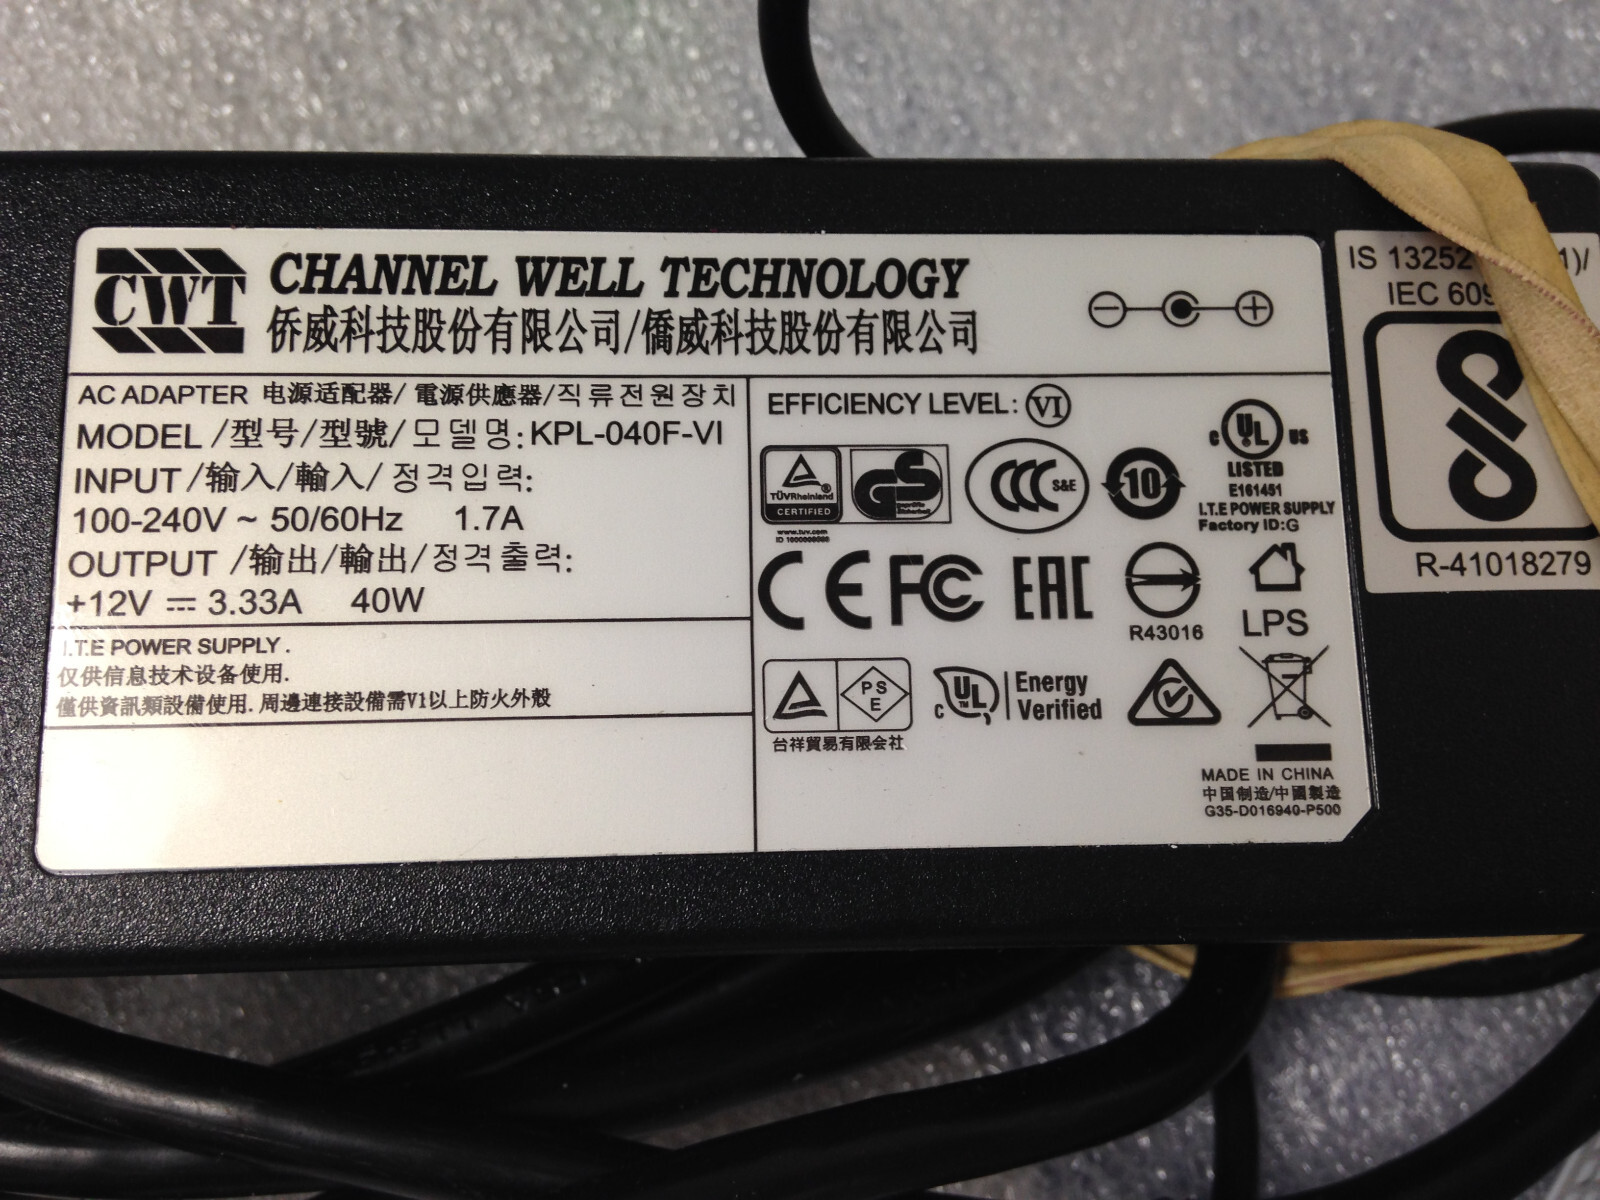 CWT
CHANNEL WELL TECHNOLOGY
侨威科技股份有限公司/僑威科技股份有限公司
AC ADAPTER 电源适配器/ 電源供應器/직류전원장치
MODEL /型号/型號/모델명:KPL-040F-VI
INPUT /输入/輸入/정격입력:
100-240V ~ 50/60Hz 1.7A
OUTPUT /输出/輸出/정격출력:
+12V 3.33A 40W
I.T.E POWER SUPPLY .
仅供信息技术设备使用.
僅供資訊類設備使用. 周邊連接設備需V1以上防火外殼
EFFICIENCY LEVEL: VI
TÜVRheinland
CERTIFIED
www.tuv.com
GS
geprüfte
Sicherheit
CCC S&E
10
c UL US
LISTED
E161451
I.T.E POWER SUPPLY
Factory ID:G
CE FC EAC
R43016
LPS
PS
E
台祥貿易有限会社
c UL Energy
Verified
MADE IN CHINA
中国制造/中國製造
G35-D016940-P500
IS 13252
IEC
R-41018279